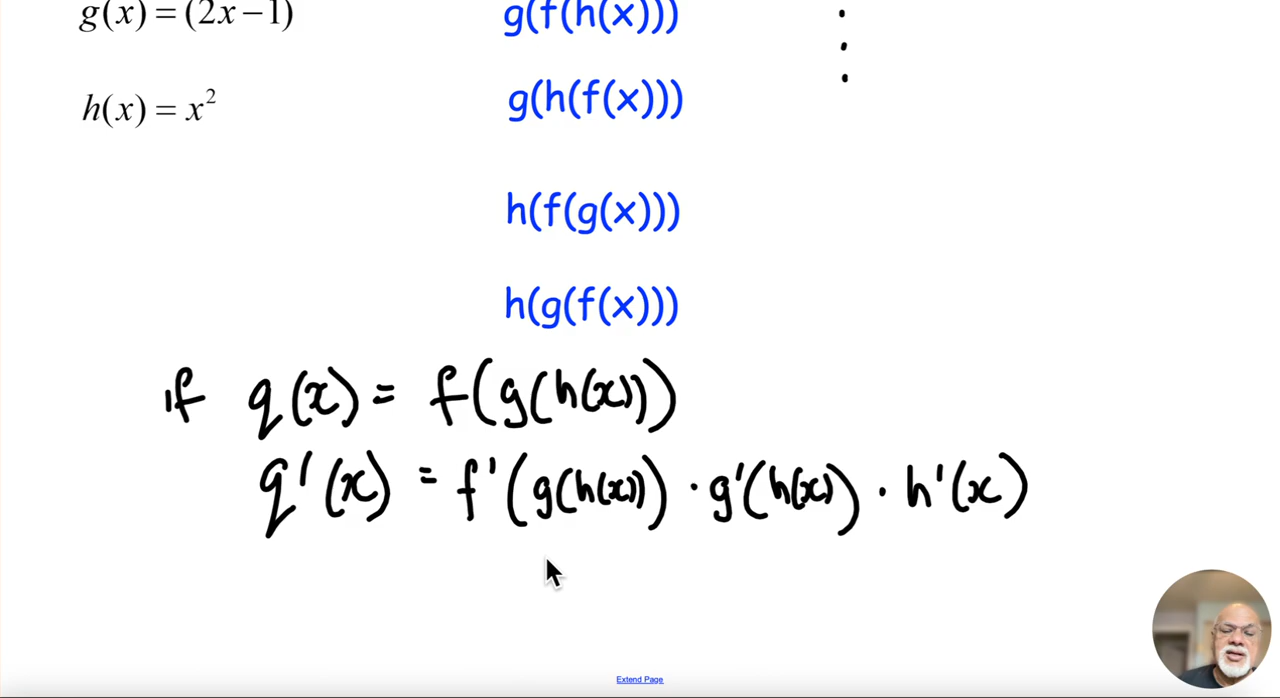 g(x) = (2x−1)
g(f(h(x)))
g(h(f(x)))
h(x) = x²
h(f(g(x)))
h(g(f(x)))
if q(x) = f(g(h(x)))
q'(x) = f'(g(h(x)) · g'(h(x)) · h'(x)
Extend Page